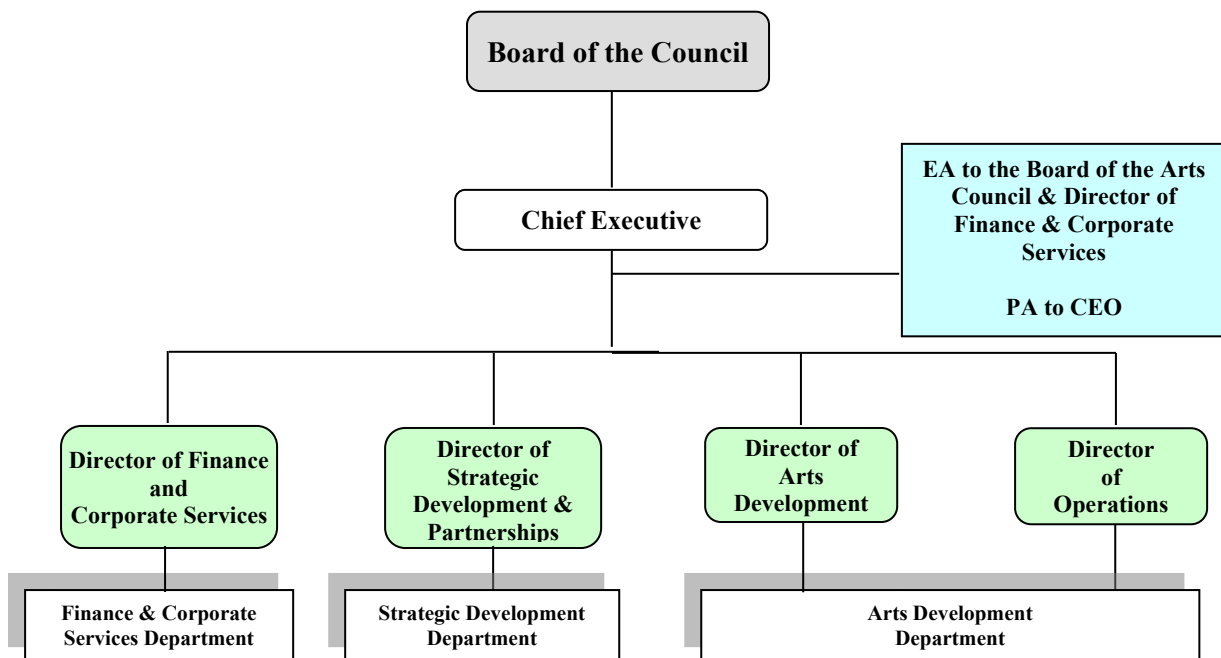 Board of the Council
EA to the Board of the Arts
Council & Director of
Finance & Corporate
Services
PA to CEO
Chief Executive
Director of Finance
and
Corporate Services
Director of
Strategic
Development &
Partnerships
Director of
Arts
Development
Director
of
Operations
Finance & Corporate
Services Department
Strategic Development
Department
Arts Development
Department